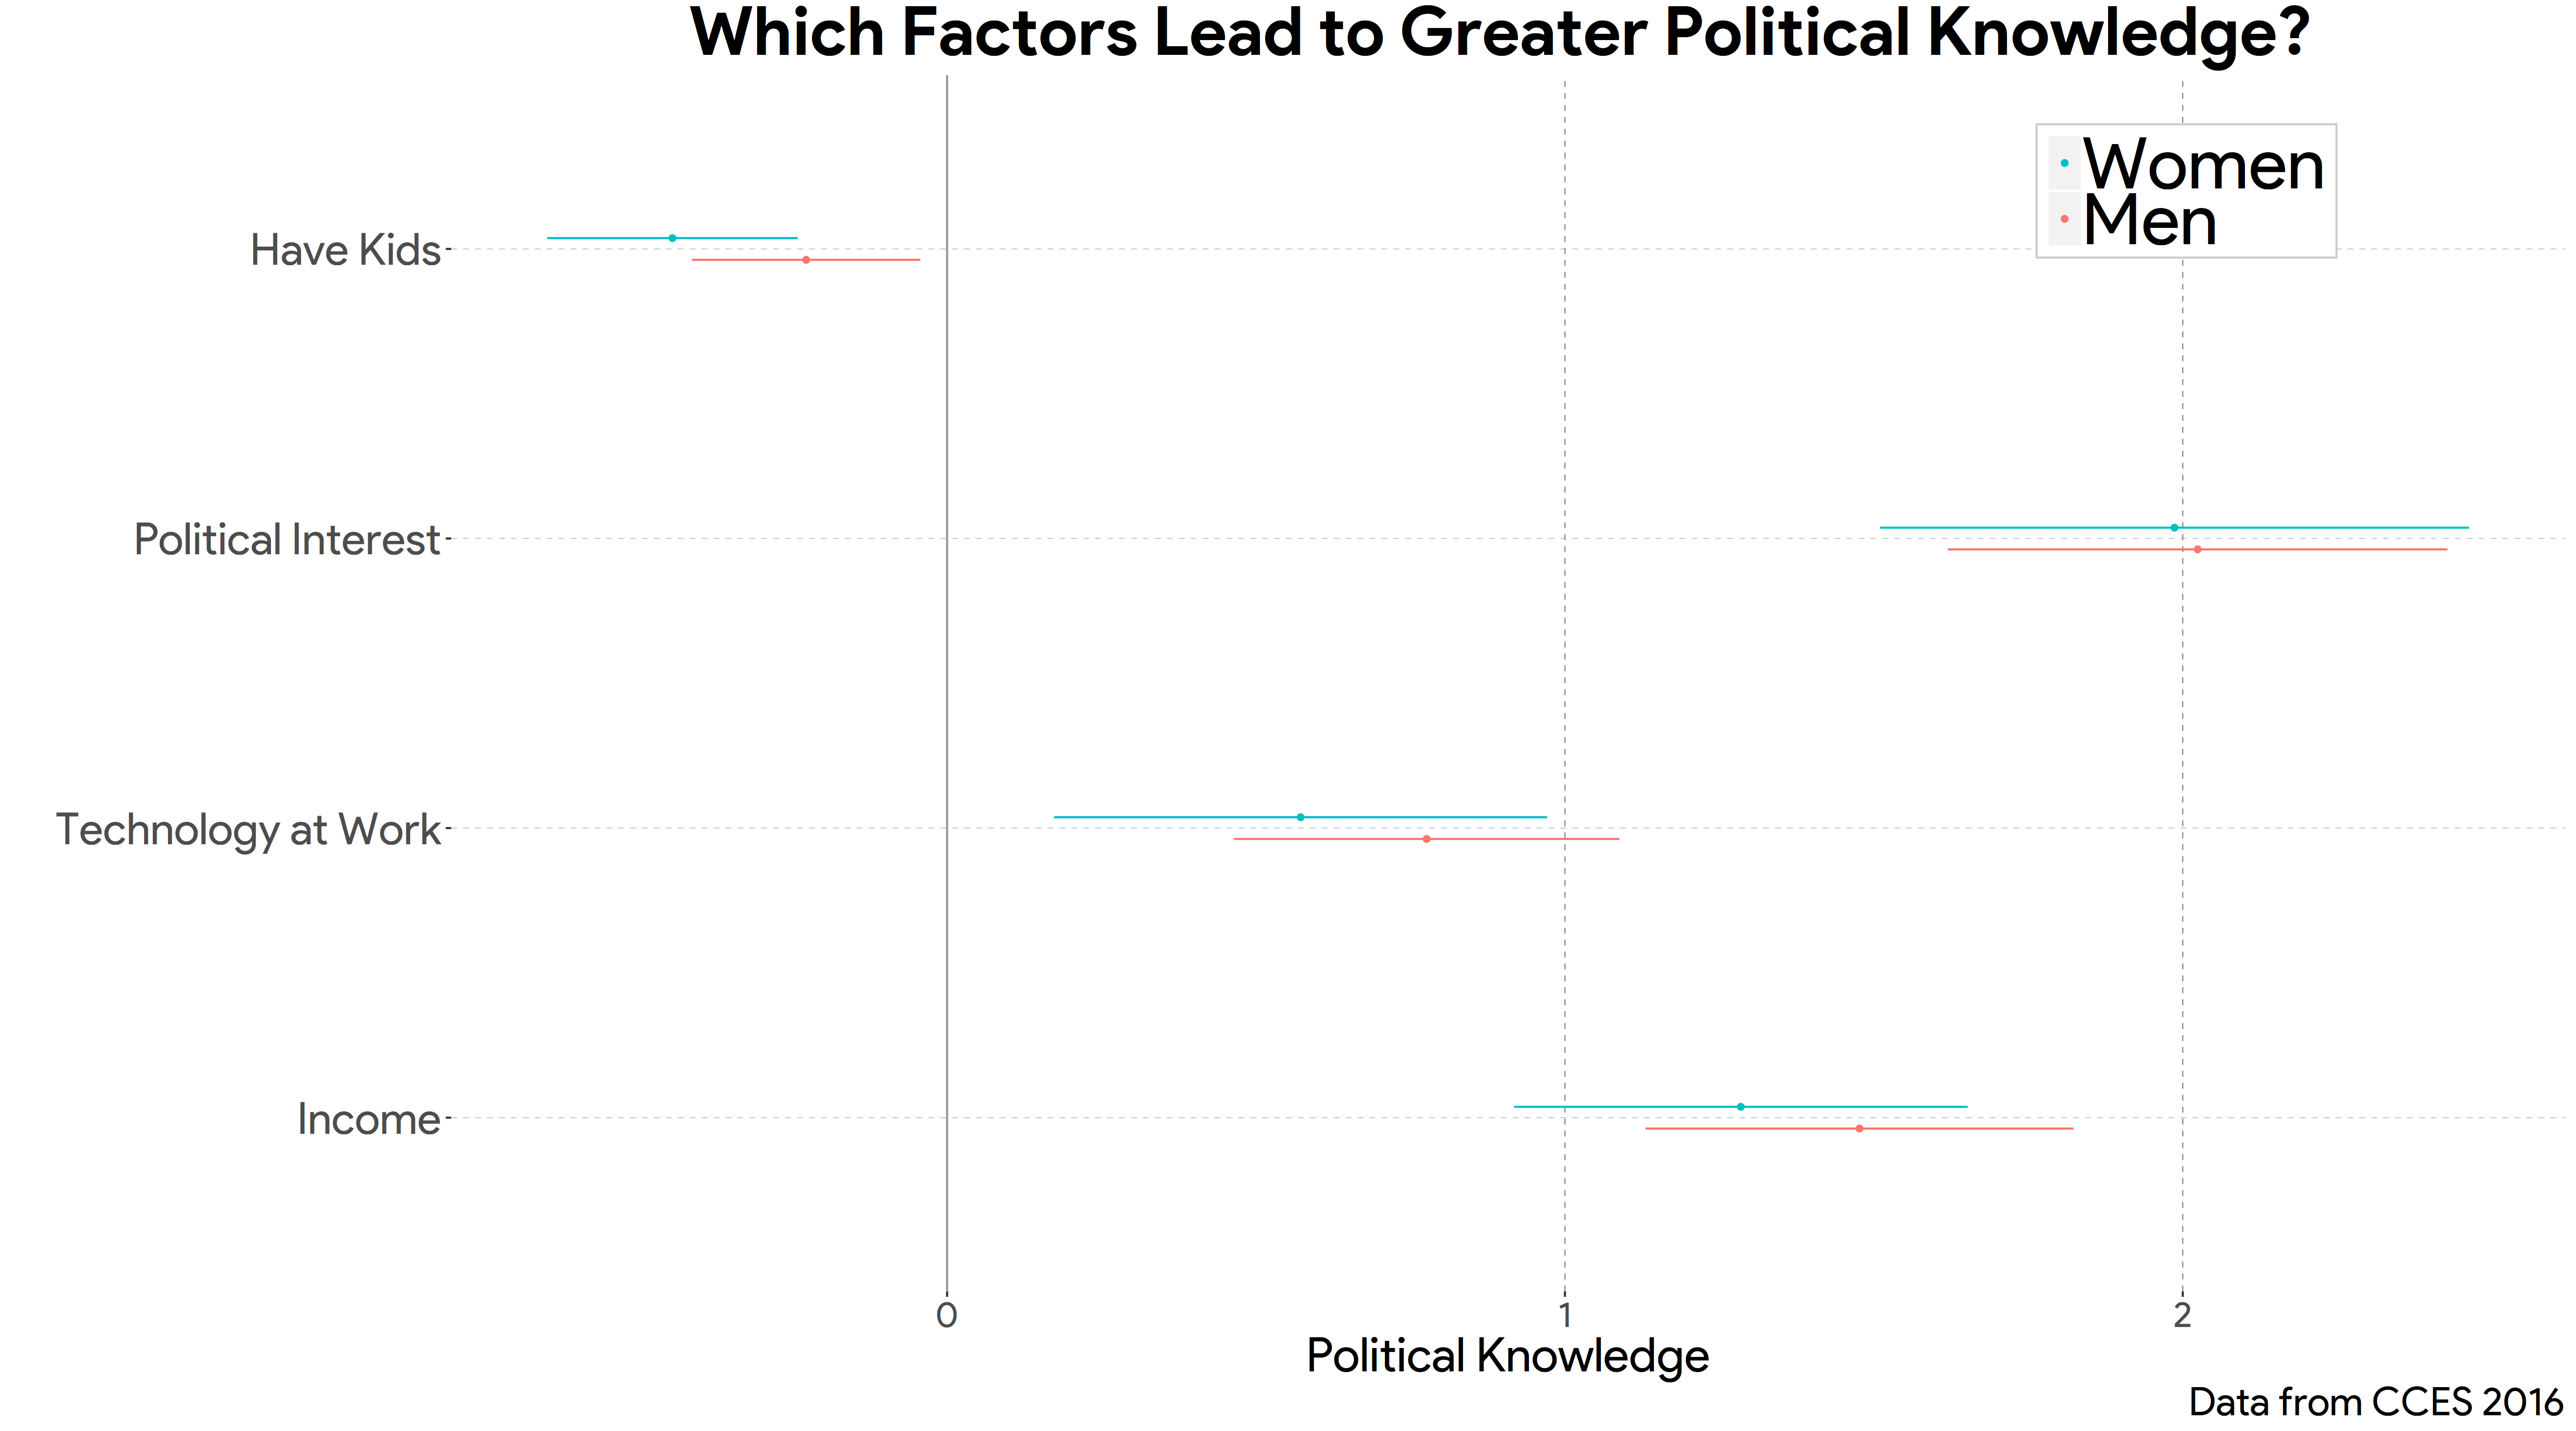 Which Factors Lead to Greater Political Knowledge?
Women
Men
Have Kids
Political Interest
Technology at Work
Income
0 1 2
Political Knowledge
Data from CCES 2016